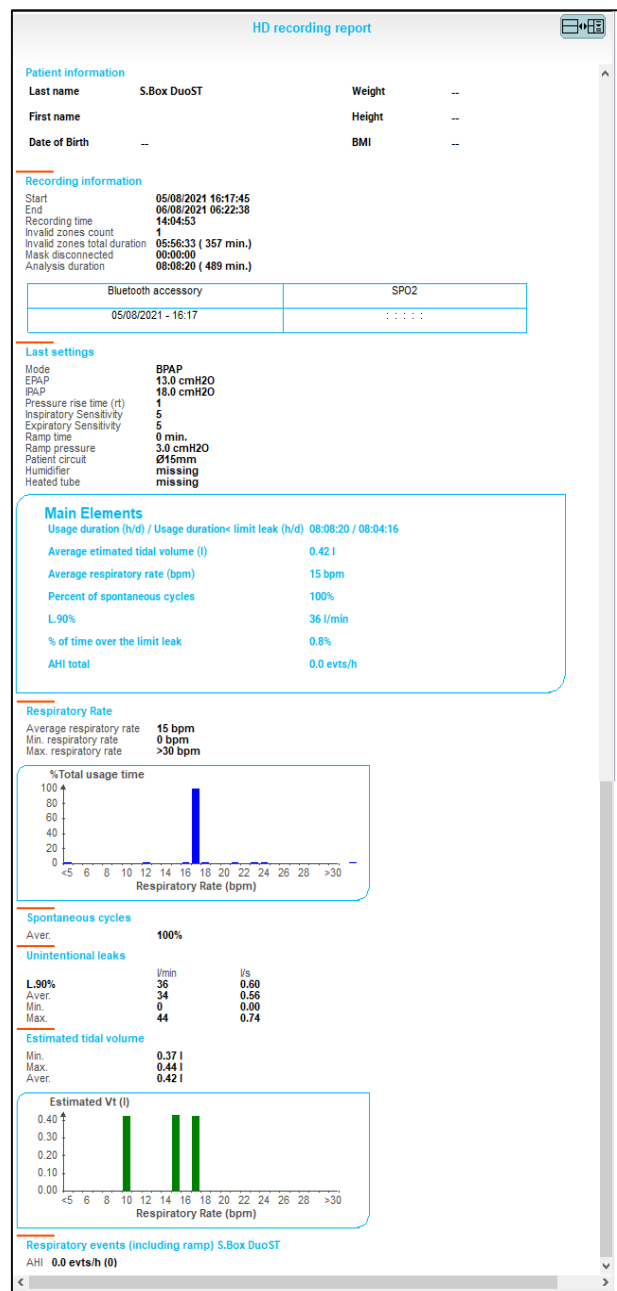 HD recording report
Patient information
Last name S.Box DuoST Weight --
First name Height --
Date of Birth -- BMI --
Recording information
Start 05/08/2021 16:17:45
End 06/08/2021 06:22:38
Recording time 14:04:53
Invalid zones count 1
Invalid zones total duration 05:56:33 ( 357 min.)
Mask disconnected 00:00:00
Analysis duration 08:08:20 ( 489 min.)
Bluetooth accessory SPO2
05/08/2021 - 16:17 : : : : :
Last settings
Mode BPAP
EPAP 13.0 cmH2O
IPAP 18.0 cmH2O
Pressure rise time (rt) 1
Inspiratory Sensitivity 5
Expiratory Sensitivity 5
Ramp time 0 min.
Ramp pressure 3.0 cmH2O
Patient circuit Ø15mm
Humidifier missing
Heated tube missing
Main Elements
Usage duration (h/d) / Usage duration< limit leak (h/d) 08:08:20 / 08:04:16
Average etimated tidal volume (l) 0.42 l
Average respiratory rate (bpm) 15 bpm
Percent of spontaneous cycles 100%
L.90% 36 l/min
% of time over the limit leak 0.8%
AHI total 0.0 evts/h
Respiratory Rate
Average respiratory rate 15 bpm
Min. respiratory rate 0 bpm
Max. respiratory rate >30 bpm
%Total usage time
100
80
60
40
20
0
<5 6 8 10 12 14 16 18 20 22 24 26 28 >30
Respiratory Rate (bpm)
Spontaneous cycles
Aver. 100%
Unintentional leaks
l/min l/s
L.90% 36 0.60
Aver. 34 0.56
Min. 0 0.00
Max. 44 0.74
Estimated tidal volume
Min. 0.37 l
Max. 0.44 l
Aver. 0.42 l
Estimated Vt (l)
0.40
0.30
0.20
0.10
0.00
<5 6 8 10 12 14 16 18 20 22 24 26 28 >30
Respiratory Rate (bpm)
Respiratory events (including ramp) S.Box DuoST
AHI 0.0 evts/h (0)